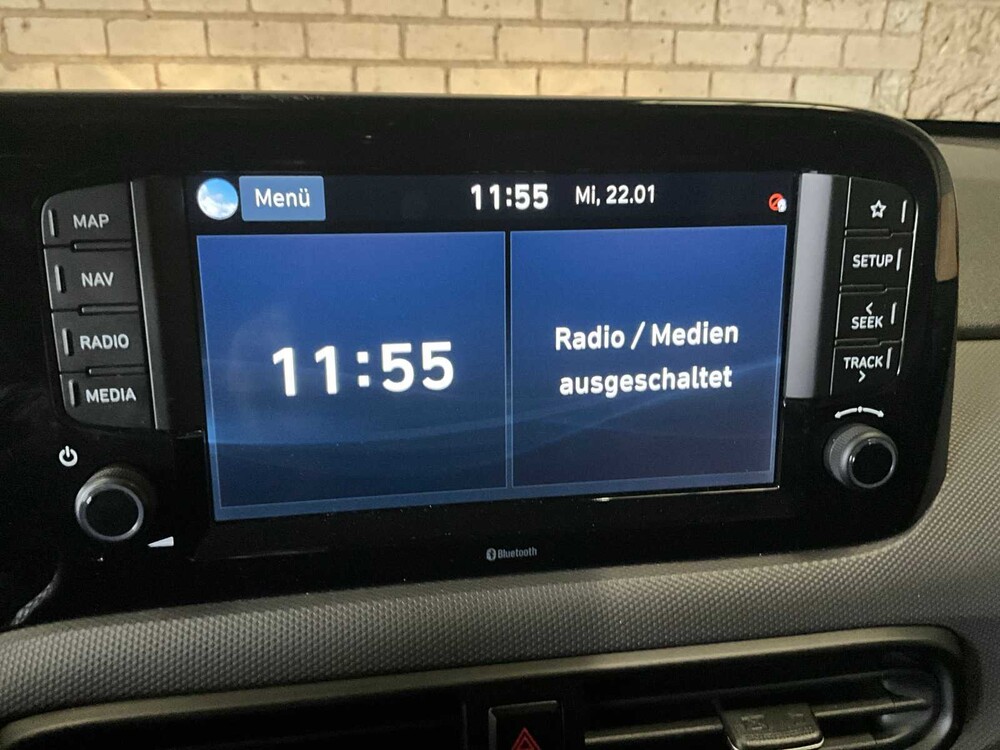 Menü 11:55 Mi, 22.01
MAP
NAV
RADIO
MEDIA
11:55
Radio / Medien
ausgeschaltet
SETUP
<
SEEK
TRACK
>
Bluetooth